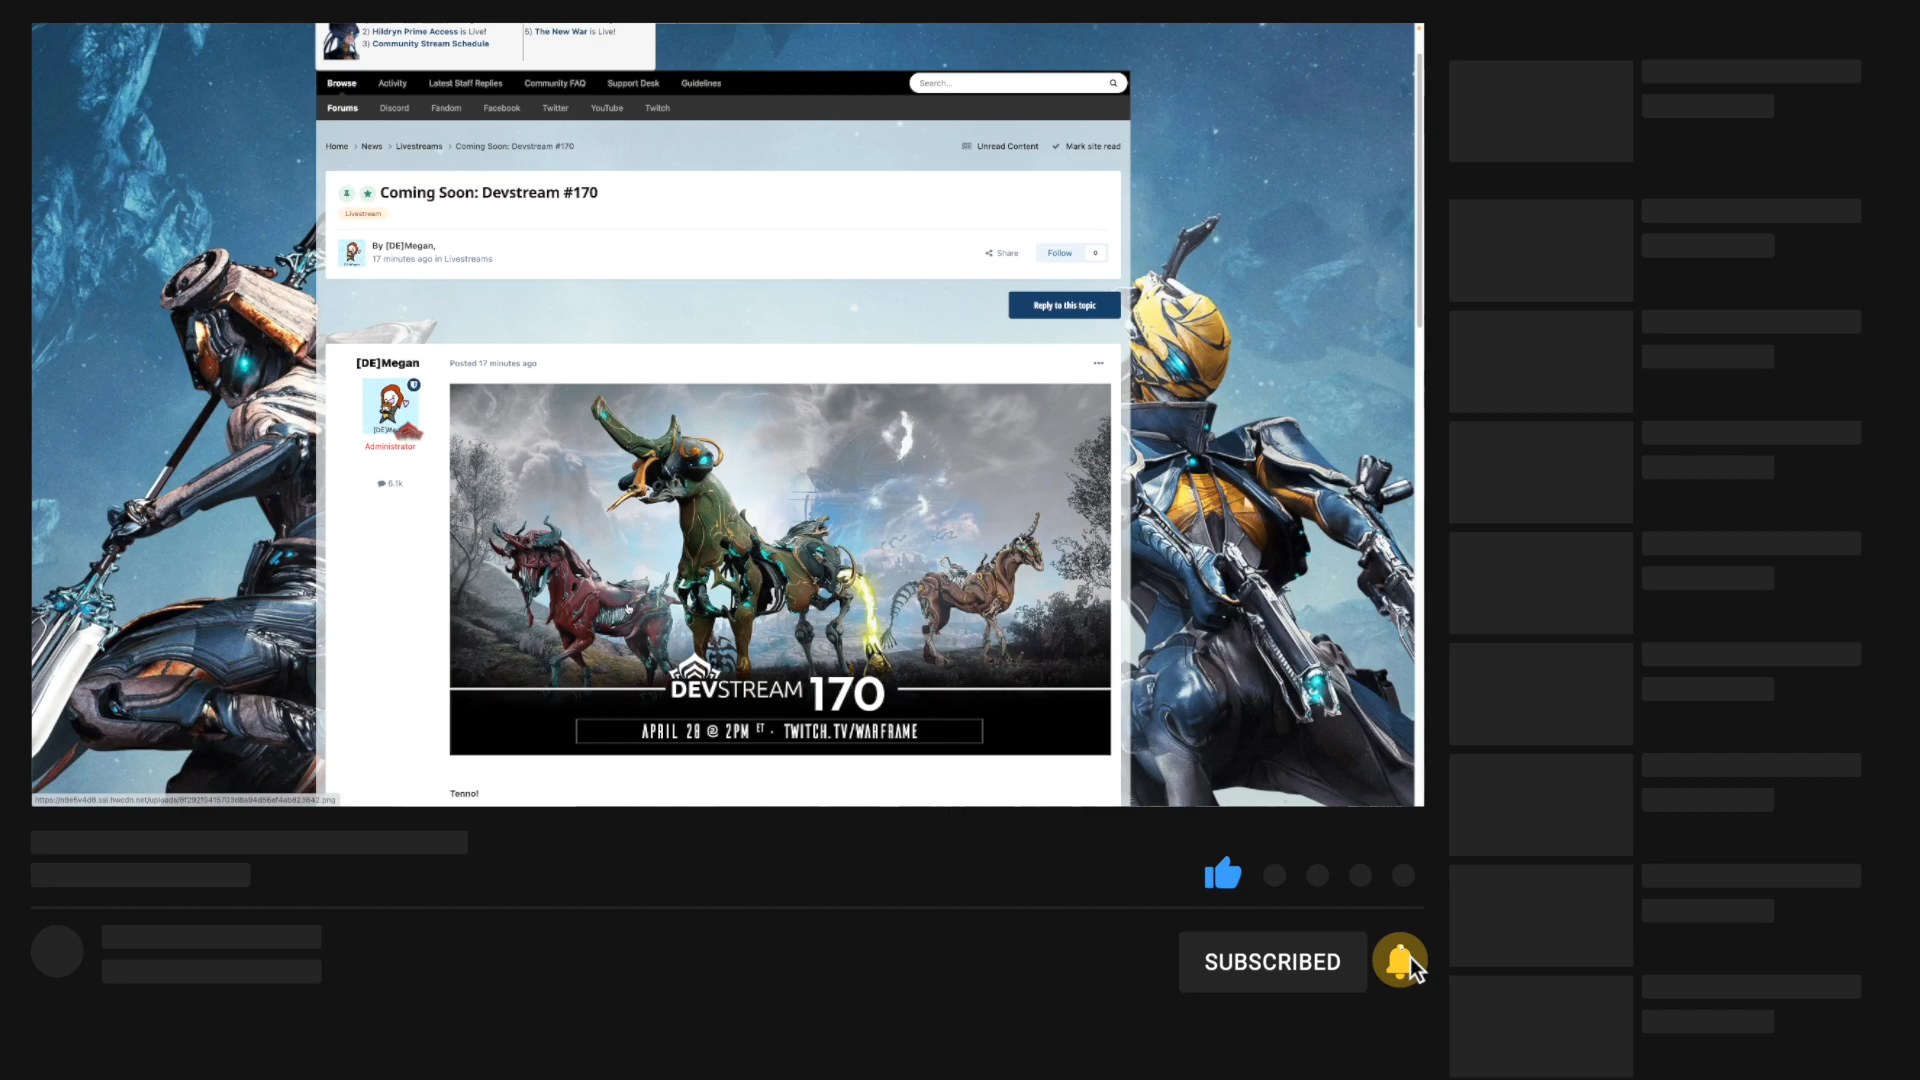 2) Hildryn Prime Access is Live!
3) Community Stream Schedule
5) The New War is Live!
Browse Activity Latest Staff Replies Community FAQ Support Desk Guidelines
Search...
Forums Discord Fandom Facebook Twitter YouTube Twitch
Home > News > Livestreams > Coming Soon: Devstream #170
Unread Content Mark site read
Coming Soon: Devstream #170
Livestream
By [DE]Megan,
17 minutes ago in Livestreams
Share Follow 0
Reply to this topic
[DE]Megan
Posted 17 minutes ago
Administrator
6.1k
DEVSTREAM 170
APRIL 28 @ 2PM ET · TWITCH.TV/WARFRAME
Tenno!
SUBSCRIBED